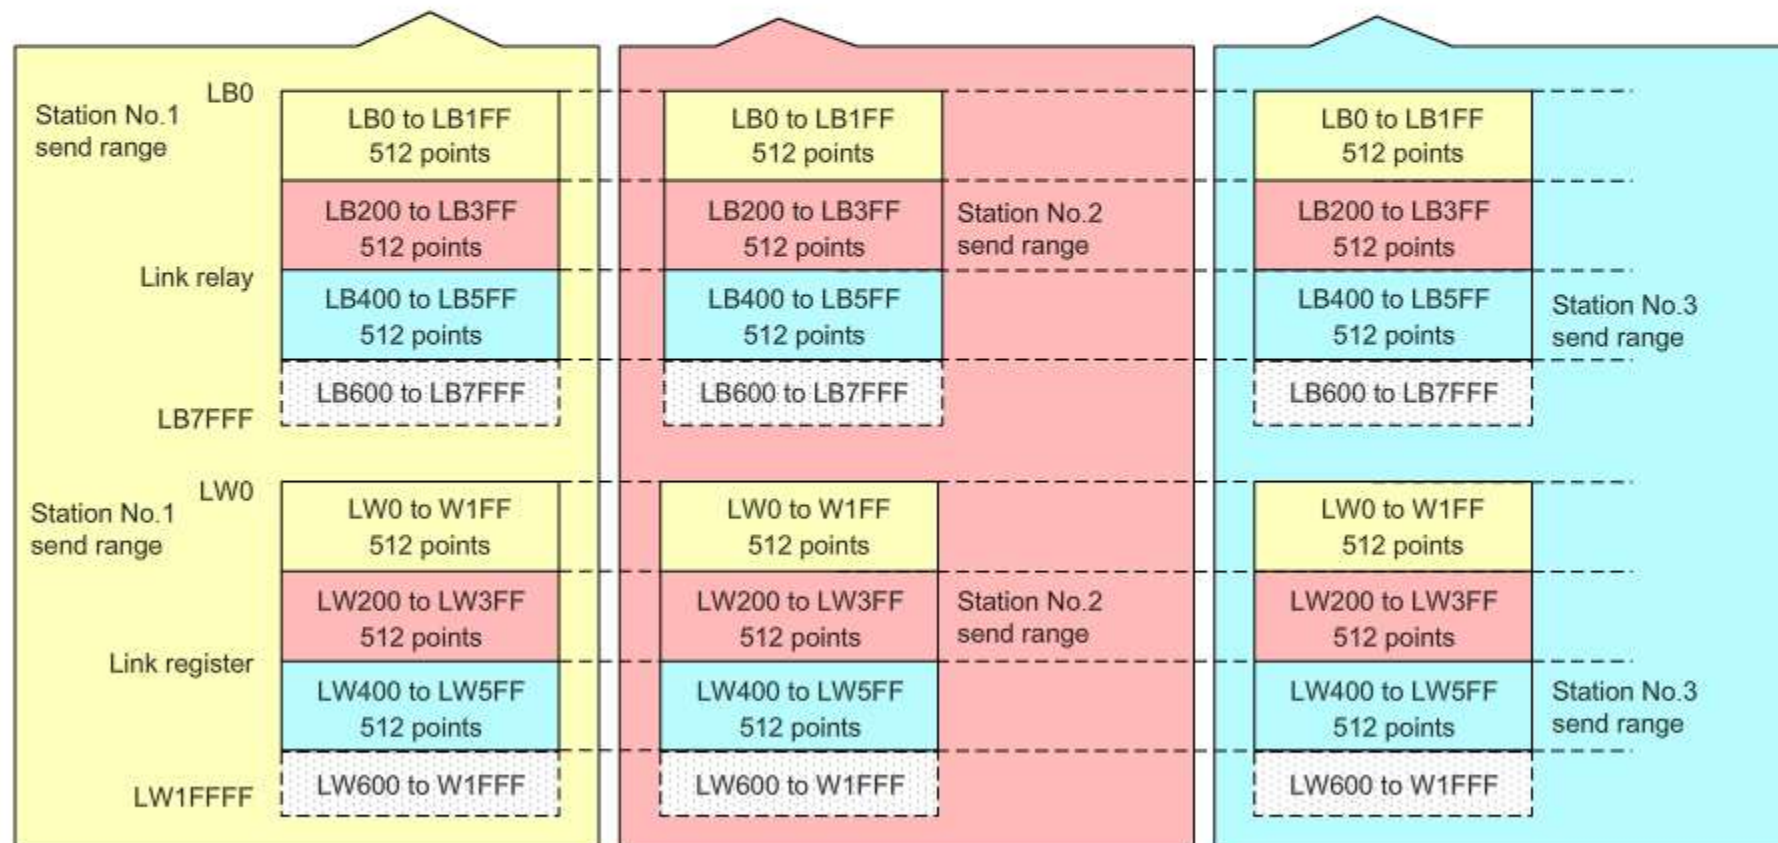 LB0
Station No.1
send range
LB0 to LB1FF
512 points
LB200 to LB3FF
512 points
Link relay
LB400 to LB5FF
512 points
LB600 to LB7FFF
LB7FFF
LW0
Station No.1
send range
LW0 to W1FF
512 points
LW200 to LW3FF
512 points
Link register
LW400 to LW5FF
512 points
LW600 to W1FFF
LW1FFFF
LB0 to LB1FF
512 points
LB200 to LB3FF
512 points
Station No.2
send range
LB400 to LB5FF
512 points
LB600 to LB7FFF
LW0 to W1FF
512 points
LW200 to LW3FF
512 points
Station No.2
send range
LW400 to LW5FF
512 points
LW600 to W1FFF
LB0 to LB1FF
512 points
LB200 to LB3FF
512 points
LB400 to LB5FF
512 points
Station No.3
send range
LB600 to LB7FFF
LW0 to W1FF
512 points
LW200 to LW3FF
512 points
LW400 to LW5FF
512 points
Station No.3
send range
LW600 to W1FFF